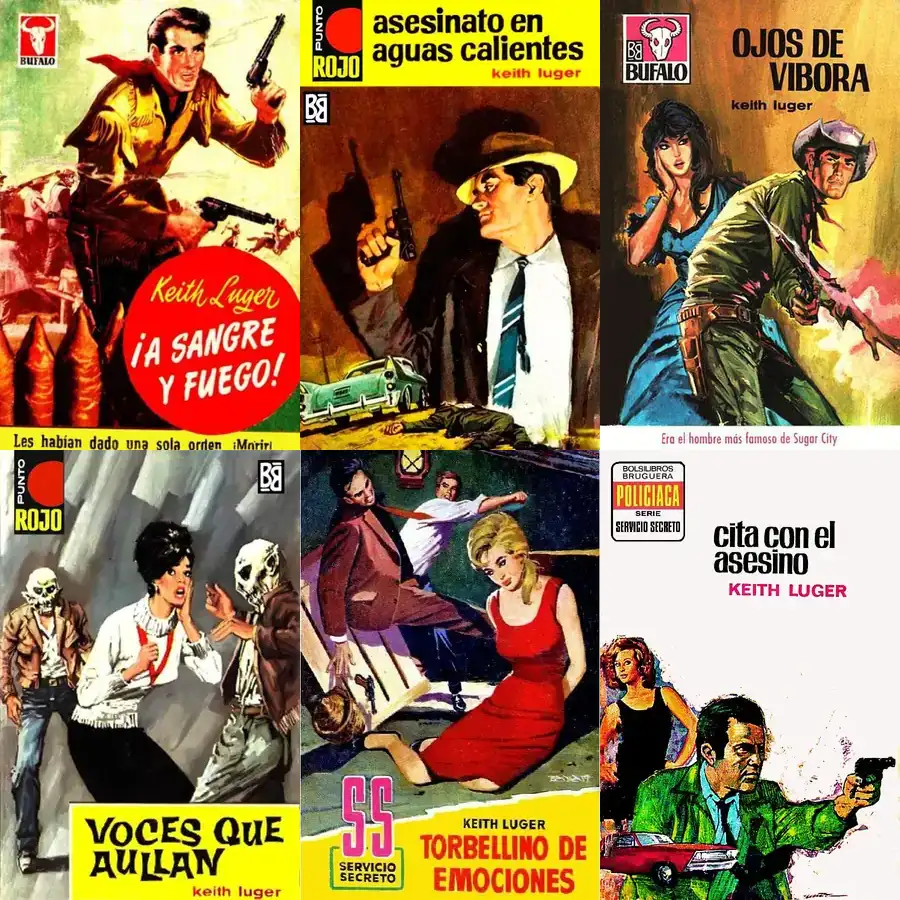 BUFALO
Keith Luger
¡A SANGRE
Y FUEGO!
Les habían dado una sola orden ¡Morir!
PUNTO
ROJO
asesinato en
aguas calientes
keith luger
BB
BB
BUFALO
OJOS DE
VIBORA
keith luger
Era el hombre más famoso de Sugar City
PUNTO
ROJO
BB
VOCES QUE
AULLAN
keith luger
SS
SERVICIO
SECRETO
KEITH LUGER
TORBELLINO DE
EMOCIONES
BOLSILIBROS
BRUGUERA
POLICIACA
SERIE
SERVICIO SECRETO
cita con el
asesino
KEITH LUGER